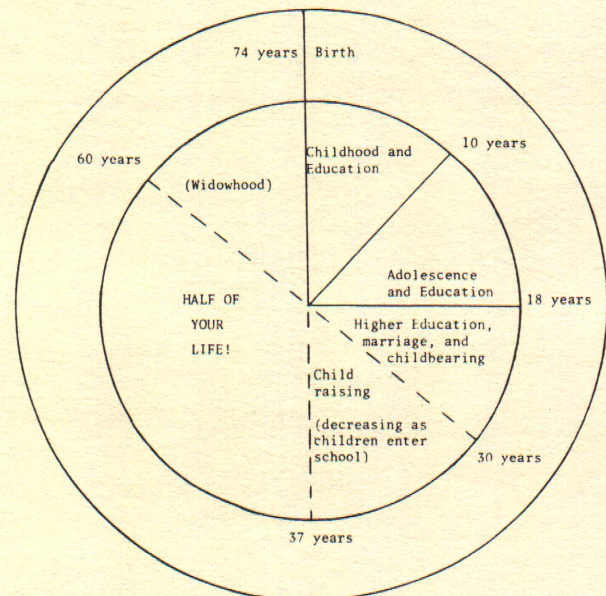 74 years
Birth
Childhood and
Education
10 years
Adolescence
and Education
18 years
Higher Education,
marriage, and
childbearing
30 years
Child
raising
(decreasing as
children enter
school)
37 years
HALF OF
YOUR
LIFE!
60 years
(Widowhood)